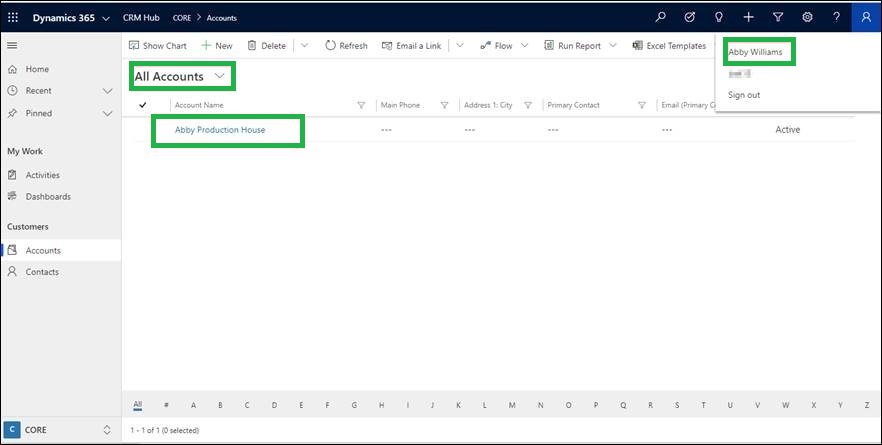 Dynamics 365 CRM Hub CORE > Accounts
Show Chart + New Delete Refresh Email a Link Flow Run Report Excel Templates
Abby Williams
Sign out
Home
Recent
Pinned
My Work
Activities
Dashboards
Customers
Accounts
Contacts
All Accounts
Account Name Main Phone Address 1: City Primary Contact Email (Primary Co
Abby Production House --- --- --- --- Active
All # A B C D E F G H I J K L M N O P Q R S T U V W X Y Z
C CORE
1 - 1 of 1 (0 selected)